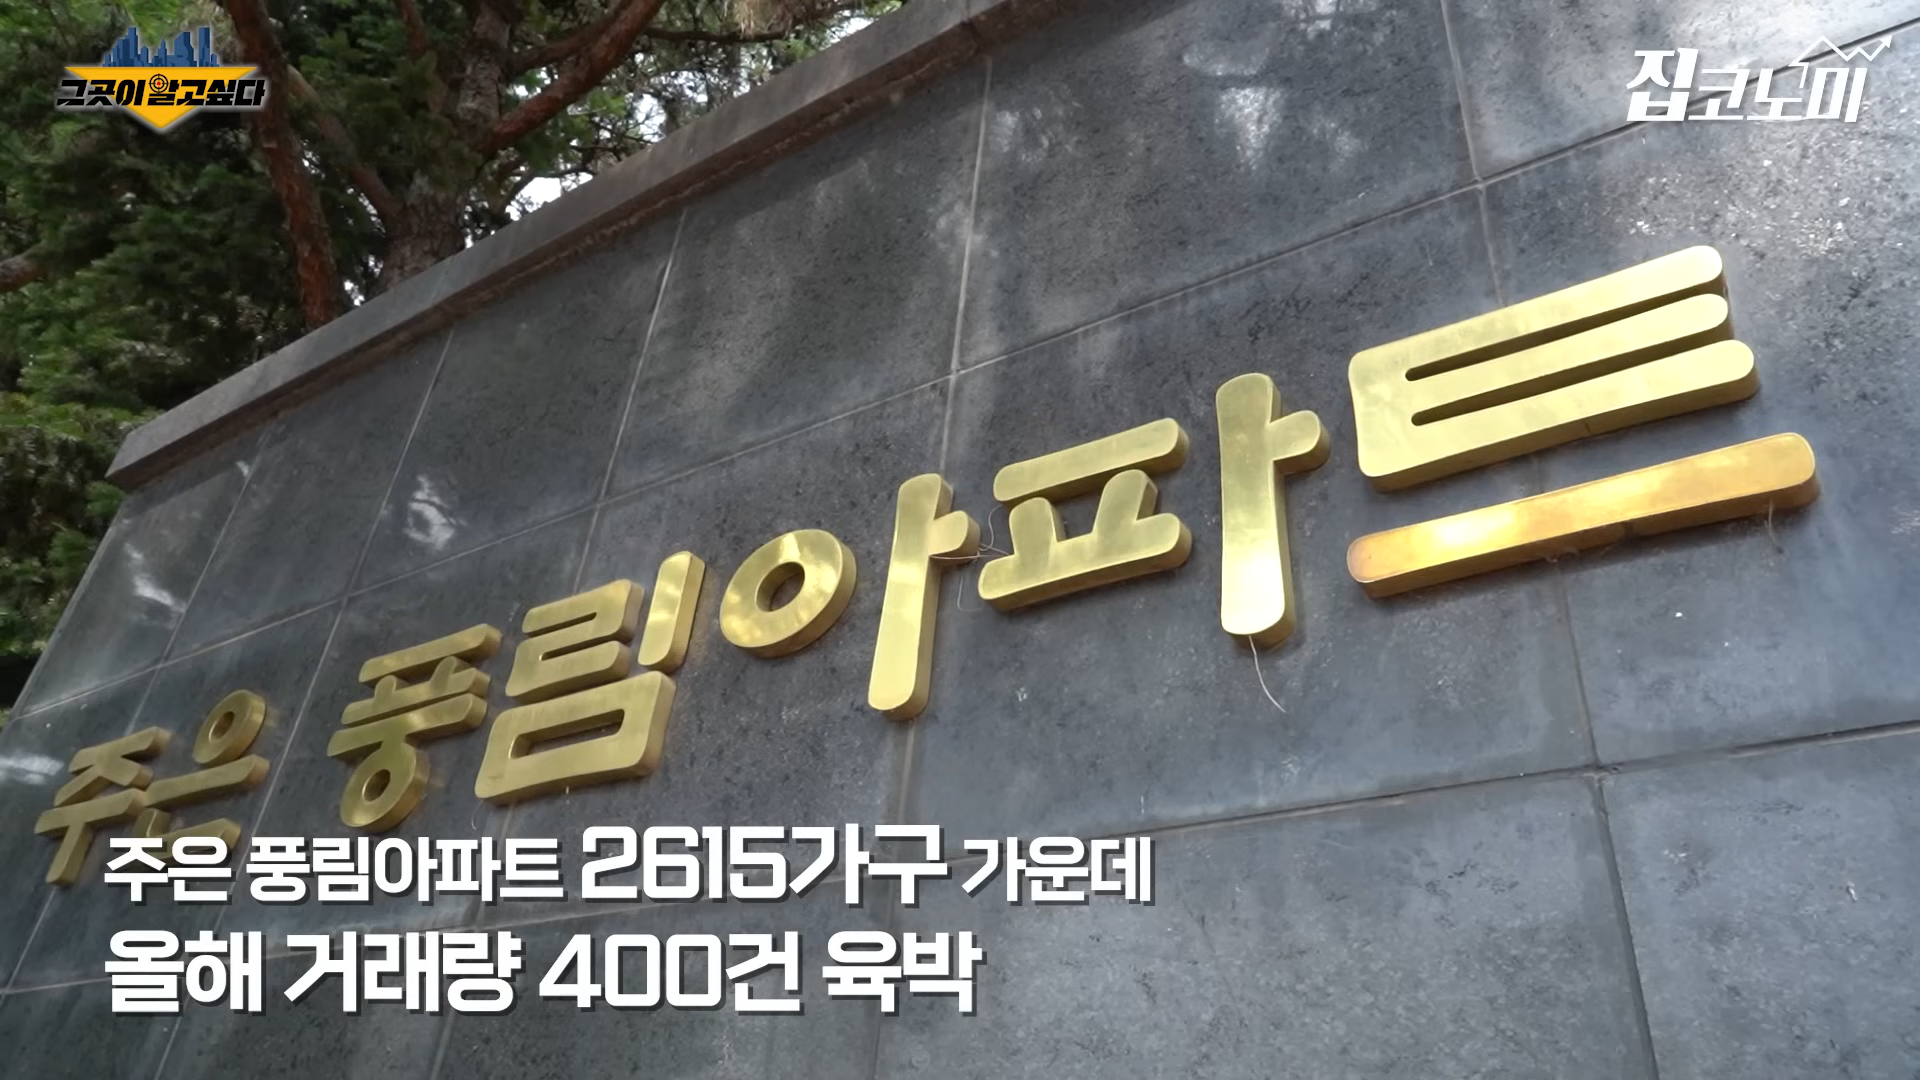 그곳이 알고싶다
집코노미
주은 풍림아파트
주은 풍림아파트 2615가구 가운데
올해 거래량 400건 육박